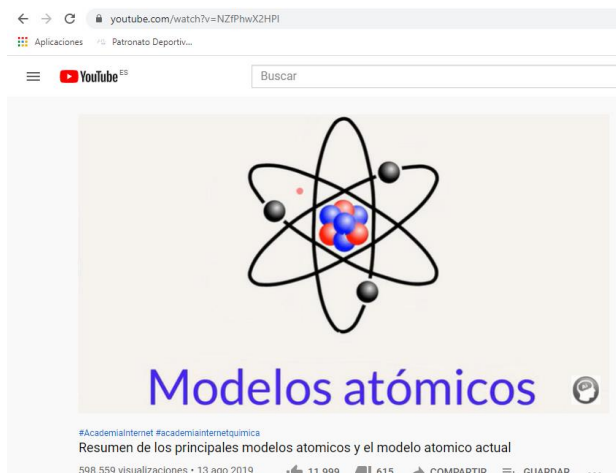 youtube.com/watch?v=NZfPhwX2HPI
Aplicaciones Patronato Deportiv...
YouTube ES Buscar
Modelos atómicos
#AcademiaInternet #academiainternetquimica
Resumen de los principales modelos atomicos y el modelo atomico actual
598.559 visualizaciones • 13 ago 2019 11.999 615 COMPARTIR GUARDAR ...